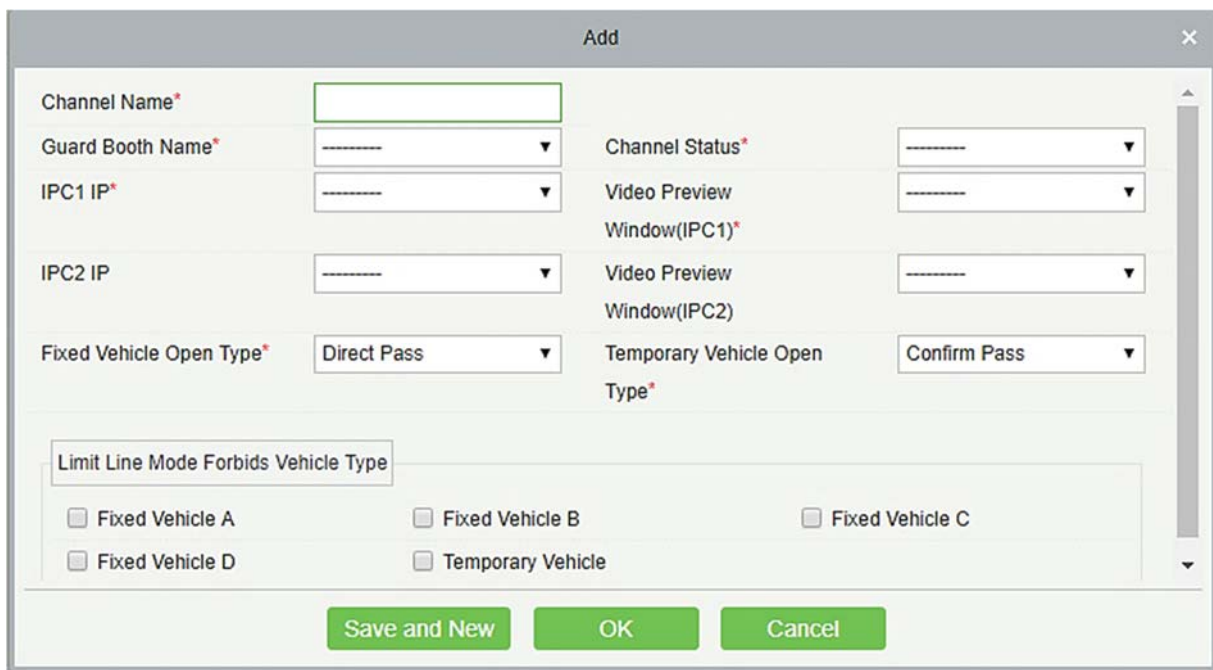 Add ×
Channel Name*
Guard Booth Name* --------- Channel Status* ---------
IPC1 IP* --------- Video Preview ---------
Window(IPC1)*
IPC2 IP --------- Video Preview ---------
Window(IPC2)
Fixed Vehicle Open Type* Direct Pass Temporary Vehicle Open Confirm Pass
Type*
Limit Line Mode Forbids Vehicle Type
Fixed Vehicle A Fixed Vehicle B Fixed Vehicle C
Fixed Vehicle D Temporary Vehicle
Save and New OK Cancel